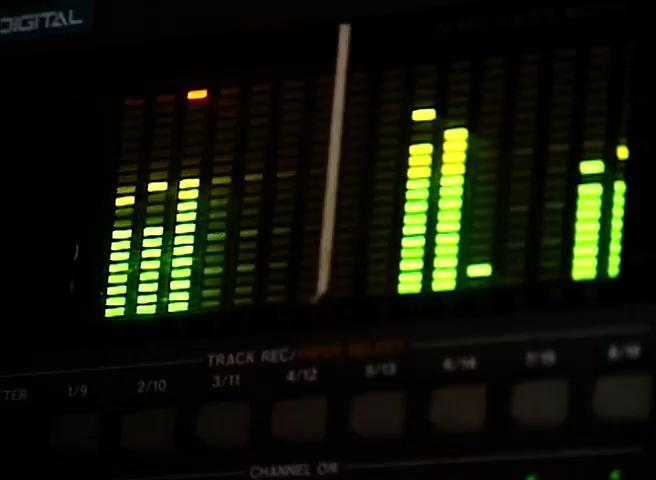 DIGITAL
TRACK REC/
TER 1/9 2/10 3/11 4/12 5/13 6/14 7/15 8/16
CHANNEL ON